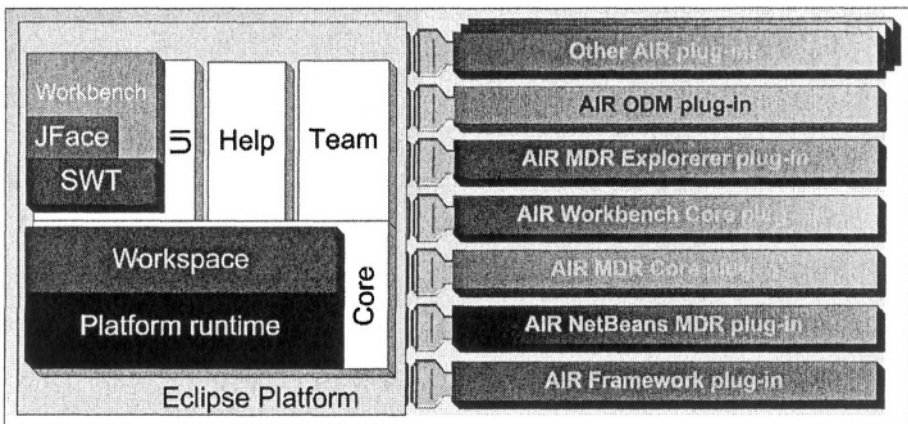 Workbench
JFace
SWT
UI
Help
Team
Workspace
Platform runtime
Core
Eclipse Platform
Other AIR plug-ins
AIR ODM plug-in
AIR MDR Explorerer plug-in
AIR Workbench Core plug-
AIR MDR Core plug-
AIR NetBeans MDR plug-in
AIR Framework plug-in